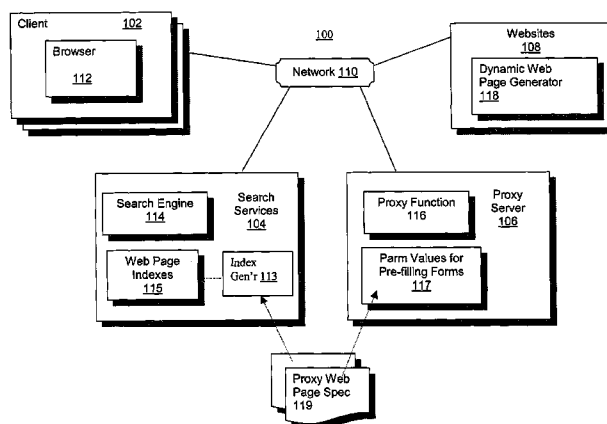 Client 102
Browser
112
100
Network 110
Websites
108
Dynamic Web
Page Generator
118
Search Engine
114
Search
Services
104
Web Page
Indexes
115
Index
Gen'r 113
Proxy Function
116
Proxy
Server
106
Parm Values for
Pre-filling Forms
117
Proxy Web
Page Spec
119